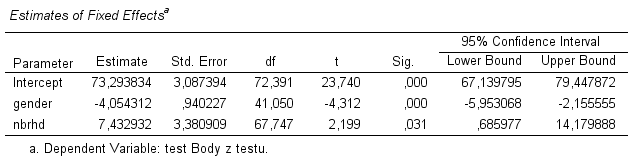 Estimates of Fixed Effectsa
95% Confidence Interval
Parameter Estimate Std. Error df t Sig. Lower Bound Upper Bound
Intercept 73,293834 3,087394 72,391 23,740 ,000 67,139795 79,447872
gender -4,054312 ,940227 41,050 -4,312 ,000 -5,953068 -2,155555
nbrhd 7,432932 3,380909 67,747 2,199 ,031 ,685977 14,179888
a. Dependent Variable: test Body z testu.